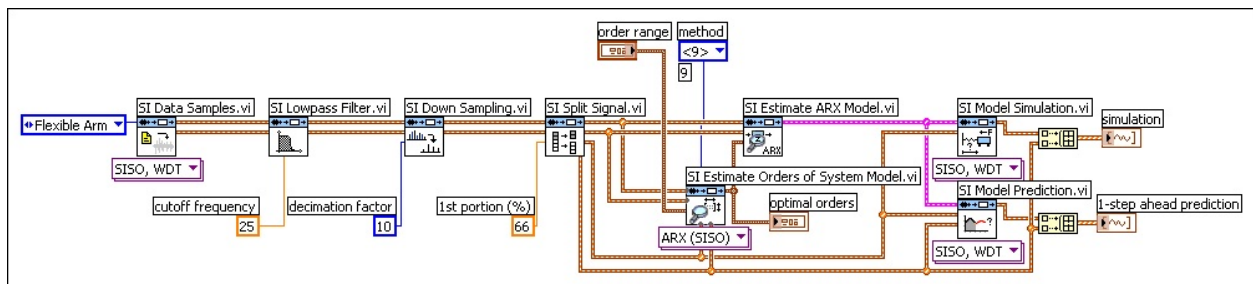 order range
method
<9>
9
SI Data Samples.vi
SI Lowpass Filter.vi
SI Down Sampling.vi
SI Split Signal.vi
SI Estimate ARX Model.vi
SI Model Simulation.vi
Flexible Arm
simulation
ARX
SISO, WDT
SISO, WDT
SI Estimate Orders of System Model.vi
SI Model Prediction.vi
cutoff frequency
decimation factor
1st portion (%)
optimal orders
1-step ahead prediction
25
10
66
ARX (SISO)
SISO, WDT